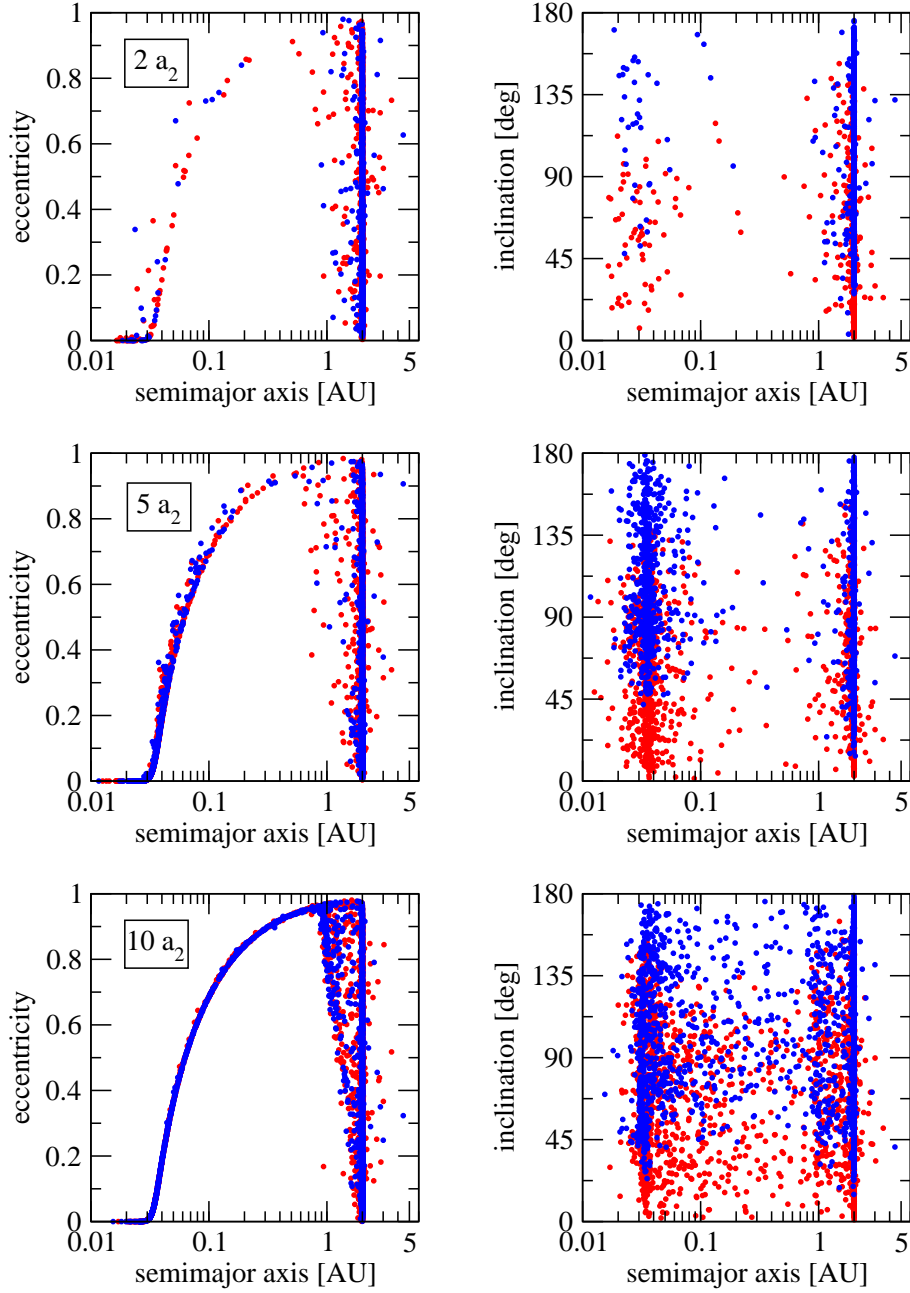 1
0.8
0.6
0.4
0.2
0
eccentricity
2 a₂
0.01 0.1 1 5
semimajor axis [AU]
180
135
90
45
0
inclination [deg]
0.01 0.1 1 5
semimajor axis [AU]
1
0.8
0.6
0.4
0.2
0
eccentricity
5 a₂
0.01 0.1 1 5
semimajor axis [AU]
180
135
90
45
0
inclination [deg]
0.01 0.1 1 5
semimajor axis [AU]
1
0.8
0.6
0.4
0.2
0
eccentricity
10 a₂
0.01 0.1 1 5
semimajor axis [AU]
180
135
90
45
0
inclination [deg]
0.01 0.1 1 5
semimajor axis [AU]